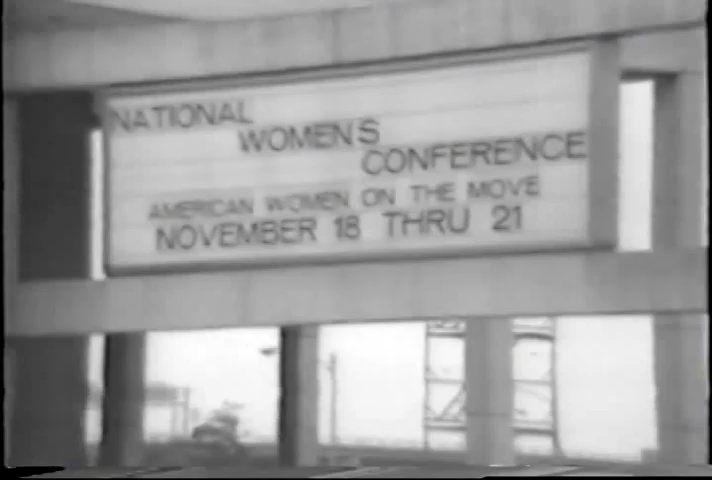 NATIONAL
WOMEN'S
CONFERENCE
AMERICAN WOMEN ON THE MOVE
NOVEMBER 18 THRU 21